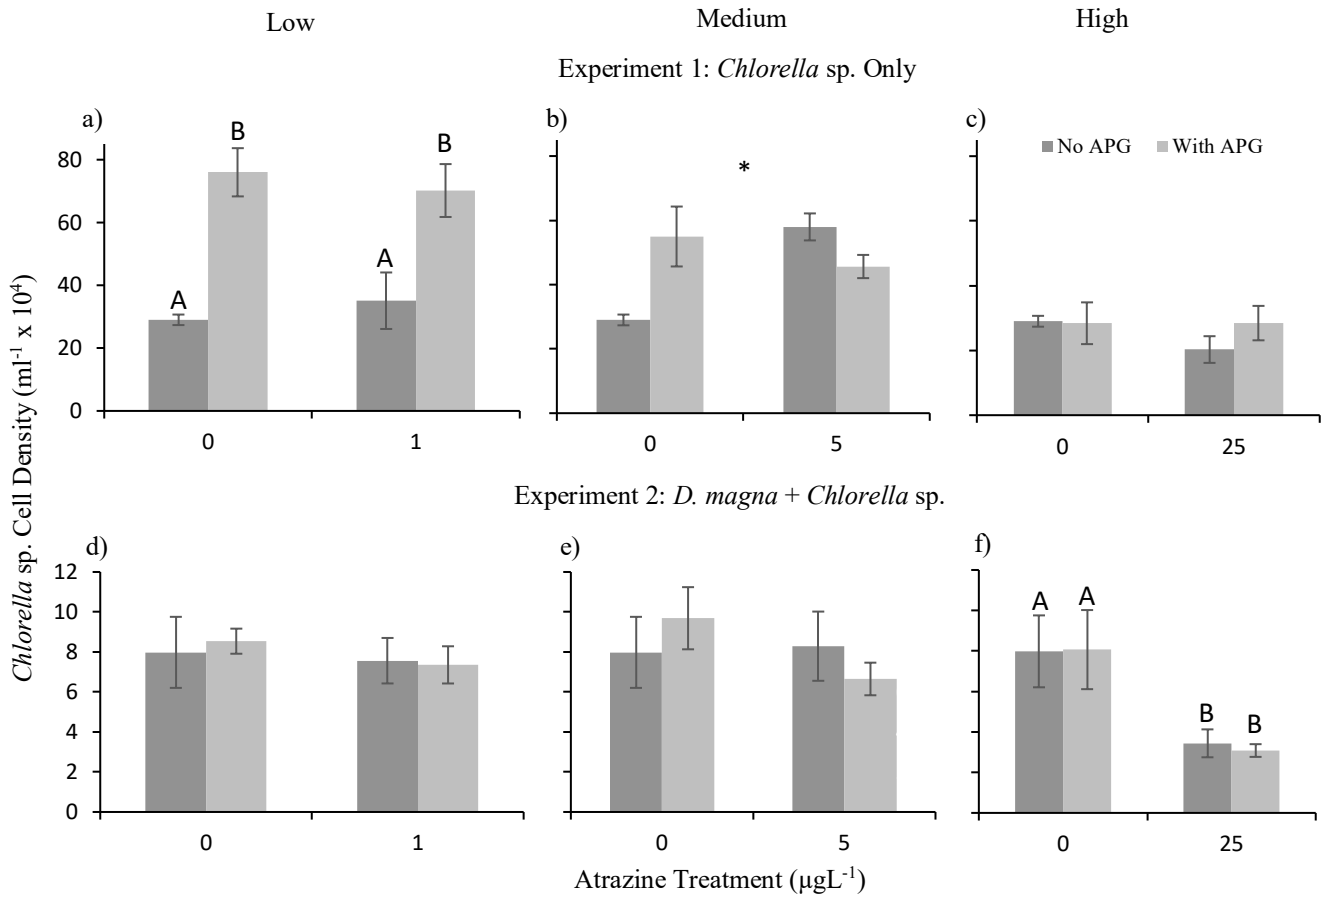 Low Medium High
Experiment 1: Chlorella sp. Only
a) b) c)
B B
A A
*
No APG With APG
80
60
40
20
0
0 1 0 5 0 25
Chlorella sp. Cell Density (ml⁻¹ x 10⁴)
Experiment 2: D. magna + Chlorella sp.
d) e) f)
A A
B B
12
10
8
6
4
2
0
0 1 0 5 0 25
Atrazine Treatment (µgL⁻¹)